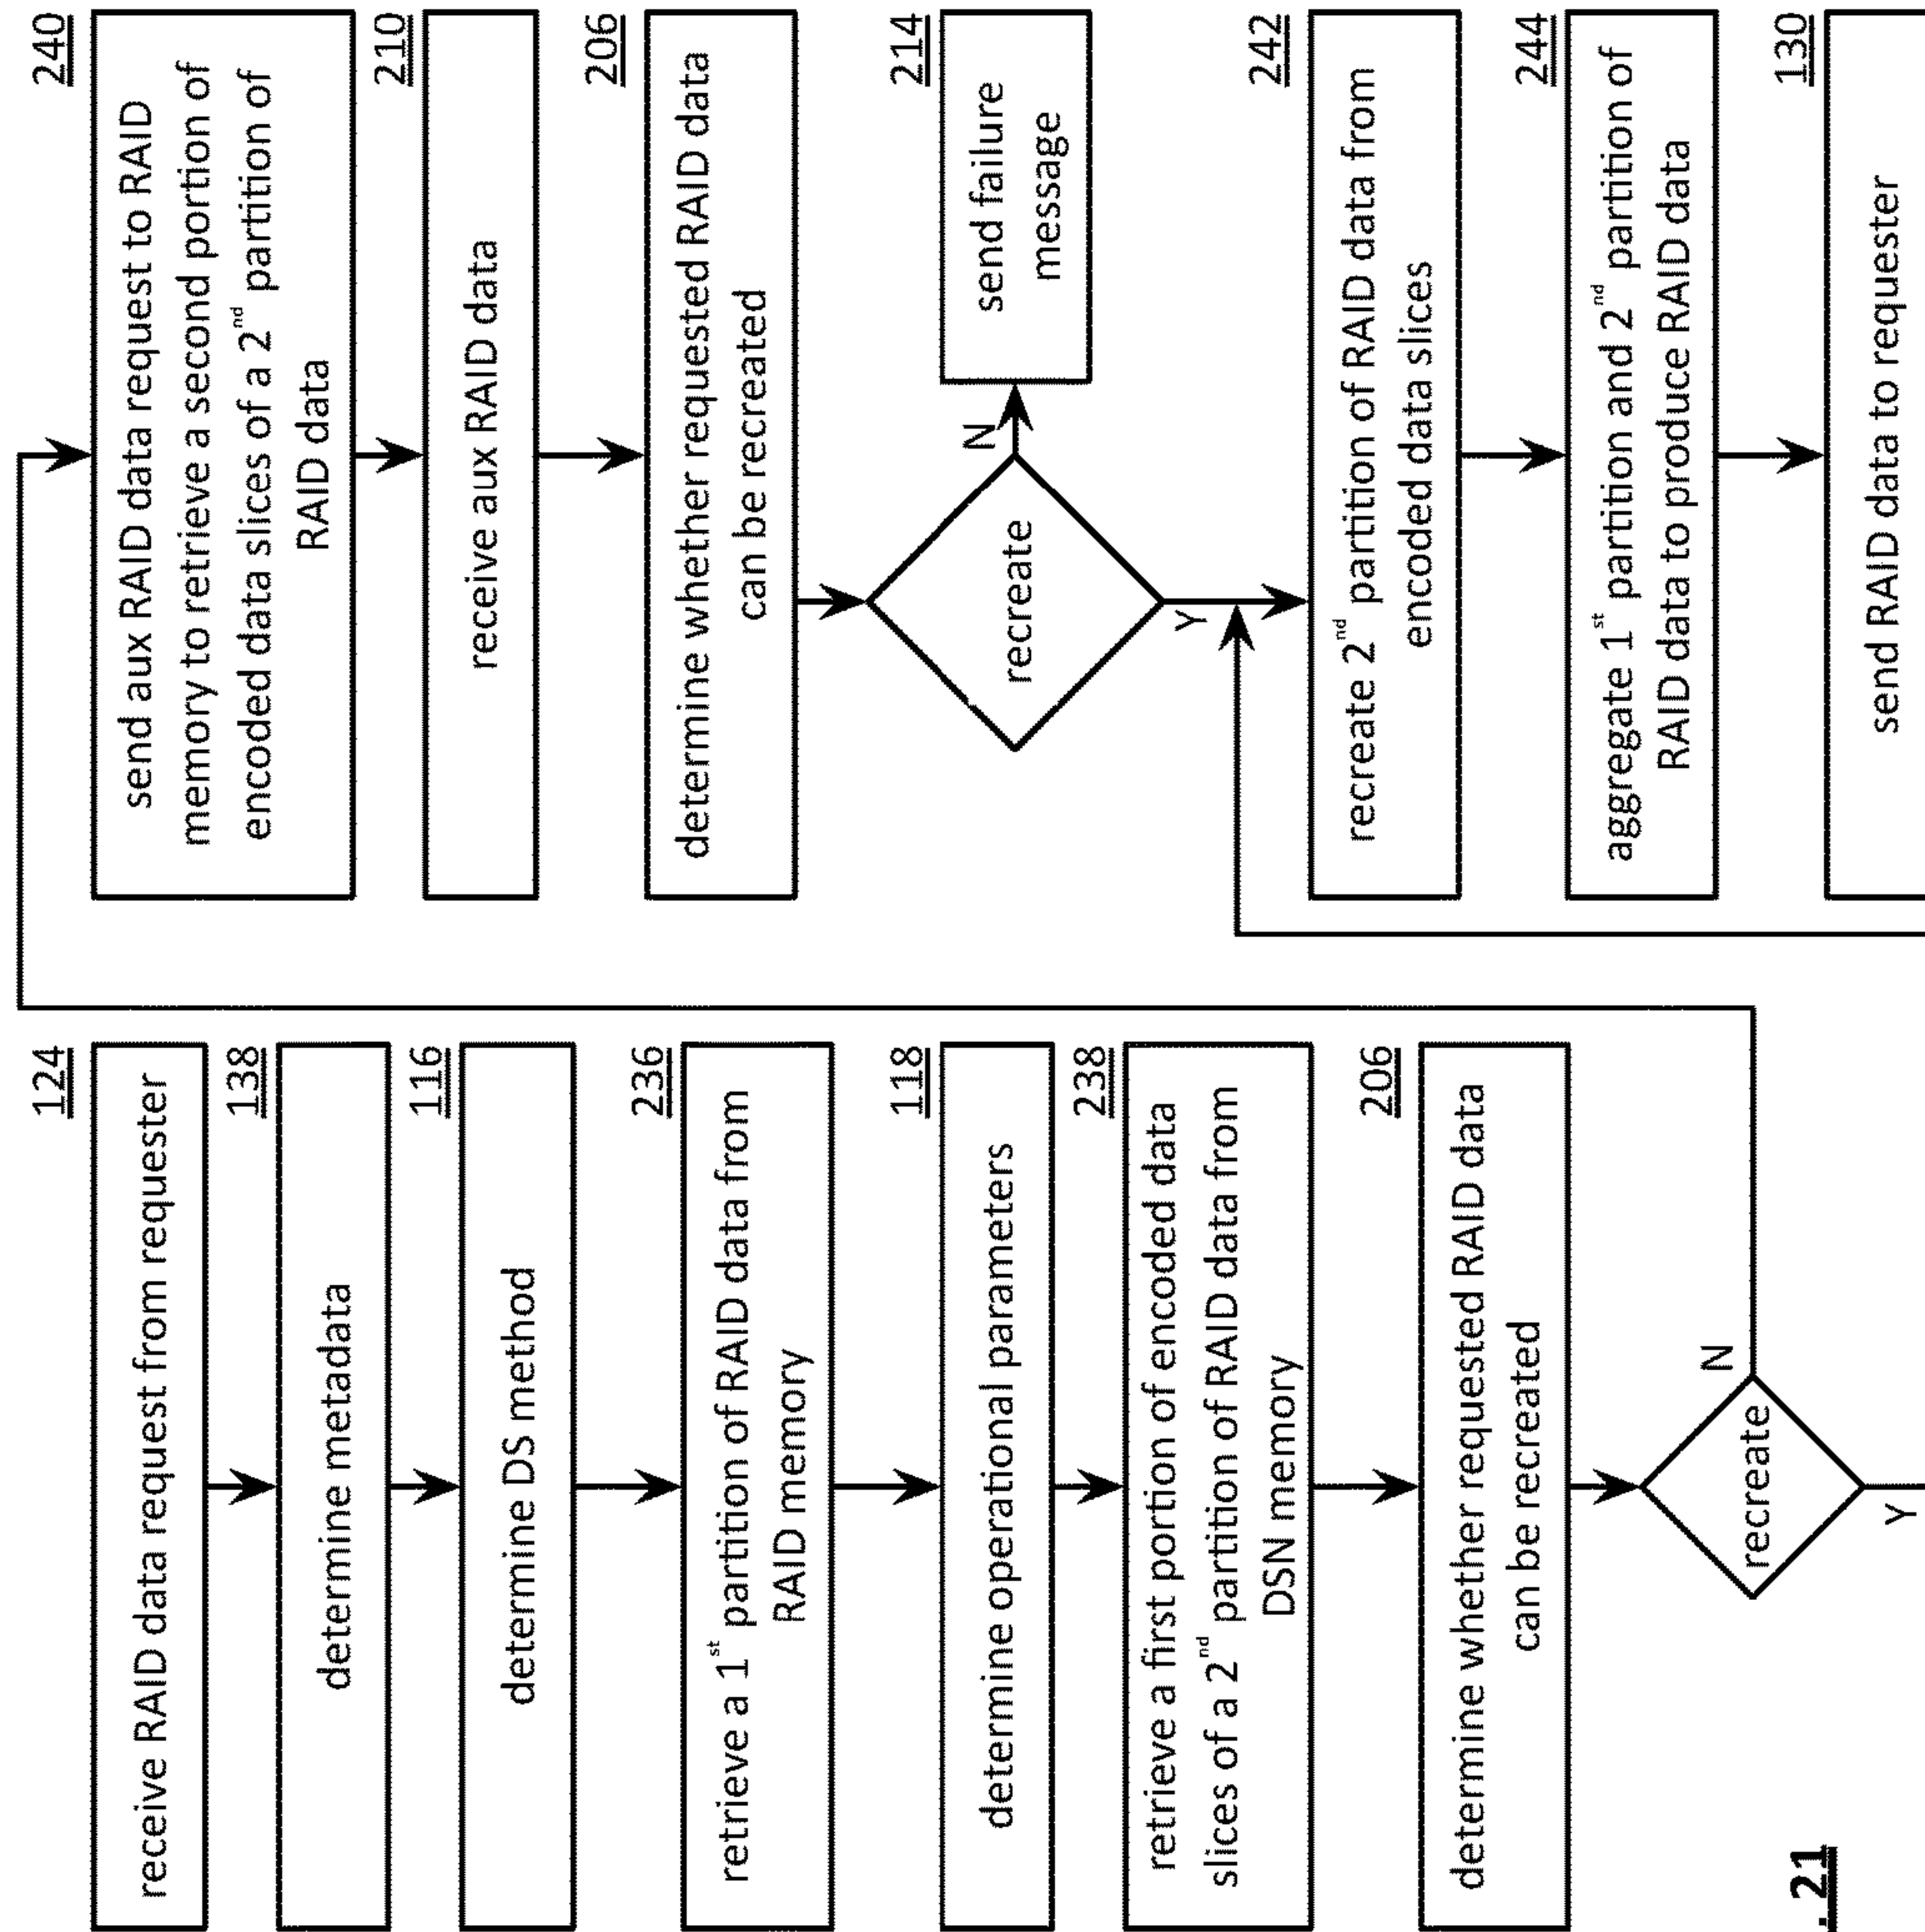 124
receive RAID data request from requester
138
determine metadata
116
determine DS method
236
retrieve a 1st partition of RAID data from
RAID memory
118
determine operational parameters
238
retrieve a first portion of encoded data
slices of a 2nd partition of RAID data from
DSN memory
206
determine whether requested RAID data
can be recreated
recreate
N
Y
240
send aux RAID data request to RAID
memory to retrieve a second portion of
encoded data slices of a 2nd partition of
RAID data
210
receive aux RAID data
206
determine whether requested RAID data
can be recreated
recreate
N
214
send failure
message
Y
242
recreate 2nd partition of RAID data from
encoded data slices
244
aggregate 1st partition and 2nd partition of
RAID data to produce RAID data
130
send RAID data to requester
. 21